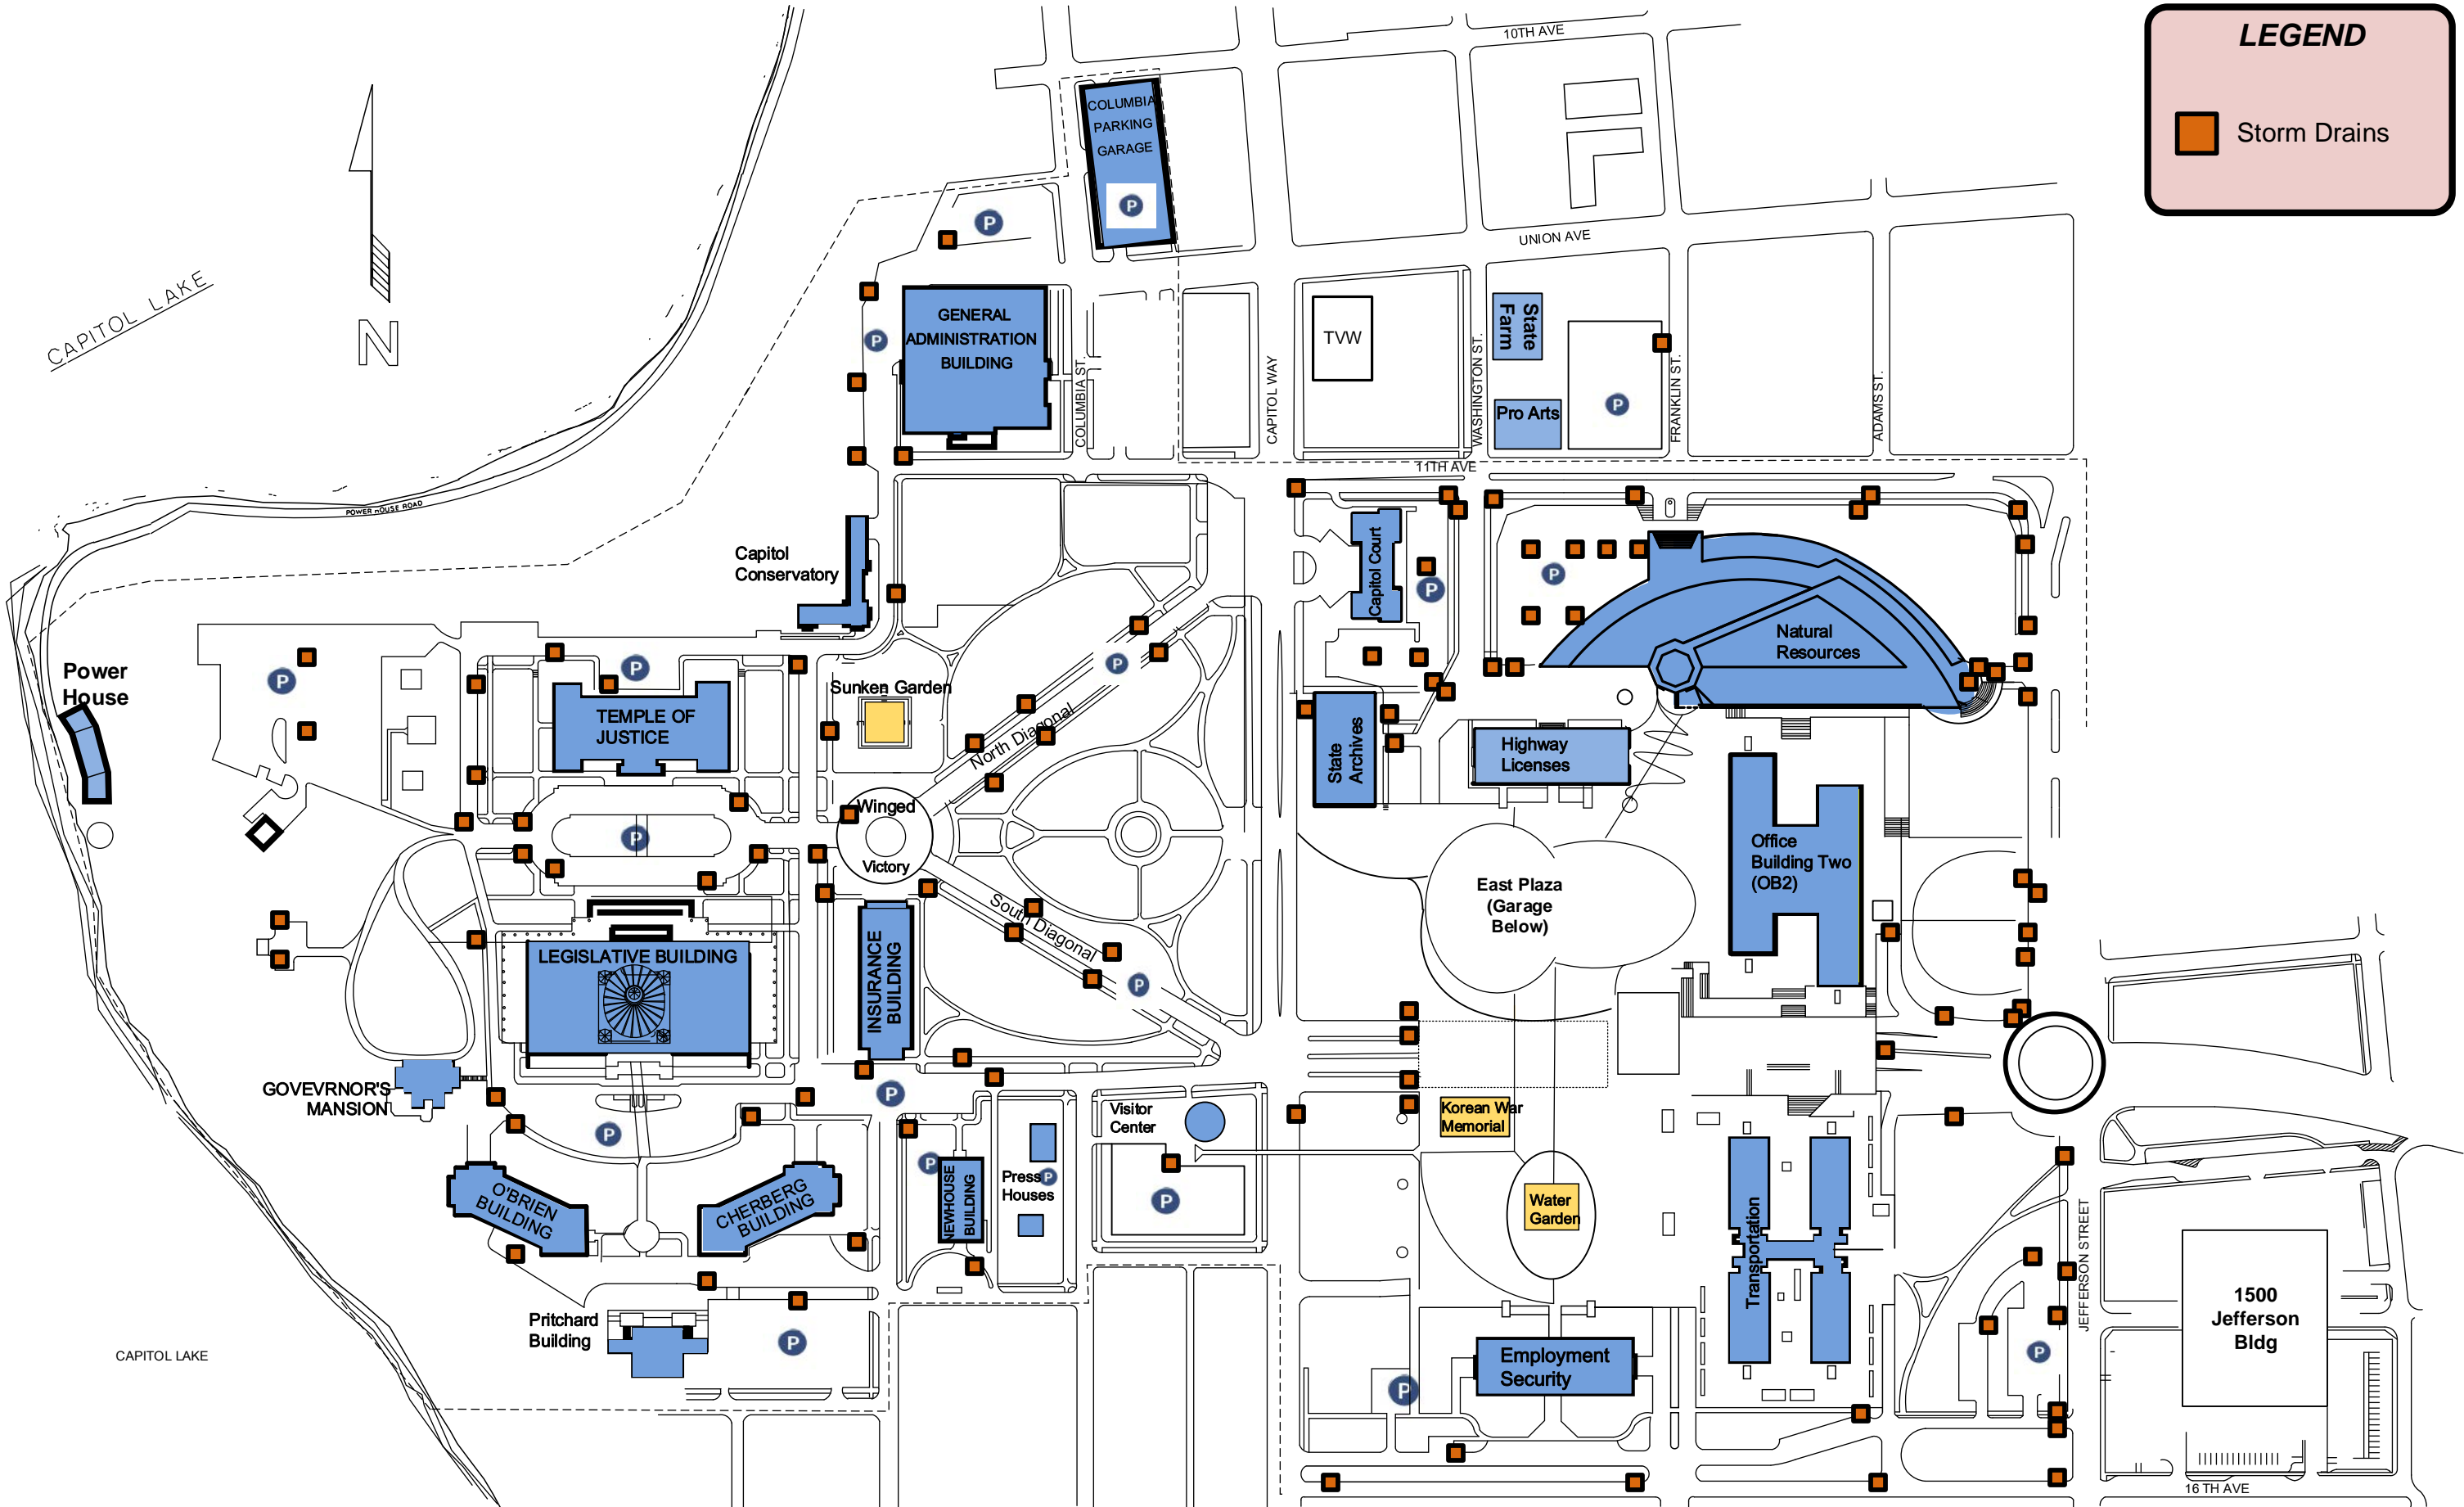 LEGEND
Storm Drains
10TH AVE
COLUMBIA
PARKING
GARAGE
P
P
UNION AVE
CAPITOL LAKE
N
GENERAL
ADMINISTRATION
BUILDING
P
COLUMBIA ST.
CAPITOL WAY
TVW
WASHINGTON ST.
State
Farm
Pro Arts
P
FRANKLIN ST.
ADAMS ST.
11TH AVE
POWER HOUSE ROAD
Capitol
Conservatory
Capitol Court
P
P
Natural
Resources
Power
House
P
P
TEMPLE OF
JUSTICE
Sunken Garden
P
North Diagonal
State
Archives
Highway
Licenses
Winged
Victory
P
Office
Building Two
(OB2)
East Plaza
(Garage
Below)
South Diagonal
P
LEGISLATIVE BUILDING
INSURANCE
BUILDING
GOVEVRNOR'S
MANSION
P
P
Visitor
Center
Korean War
Memorial
O'BRIEN
BUILDING
CHERBERG
BUILDING
P
NEWHOUSE
BUILDING
Press
P
Houses
P
Water
Garden
Transportation
JEFFERSON STREET
1500
Jefferson
Bldg
Pritchard
Building
P
CAPITOL LAKE
Employment
Security
P
P
16 TH AVE